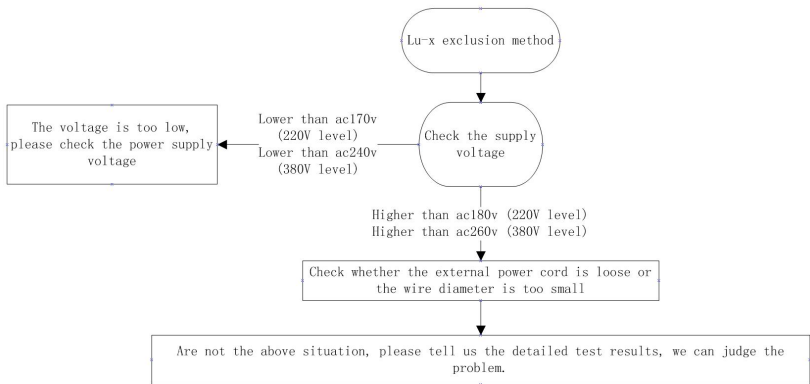 Lu-x exclusion method
Check the supply
voltage
Lower than ac170v
(220V level)
Lower than ac240v
(380V level)
The voltage is too low,
please check the power supply
voltage
Higher than ac180v (220V level)
Higher than ac260v (380V level)
Check whether the external power cord is loose or
the wire diameter is too small
Are not the above situation, please tell us the detailed test results, we can judge the
problem.